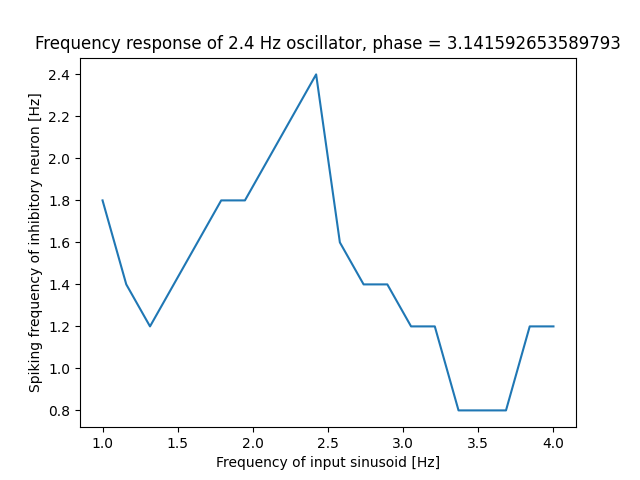 Frequency response of 2.4 Hz oscillator, phase = 3.141592653589793
Spiking frequency of inhibitory neuron [Hz]
2.4
2.2
2.0
1.8
1.6
1.4
1.2
1.0
0.8
1.0 1.5 2.0 2.5 3.0 3.5 4.0
Frequency of input sinusoid [Hz]